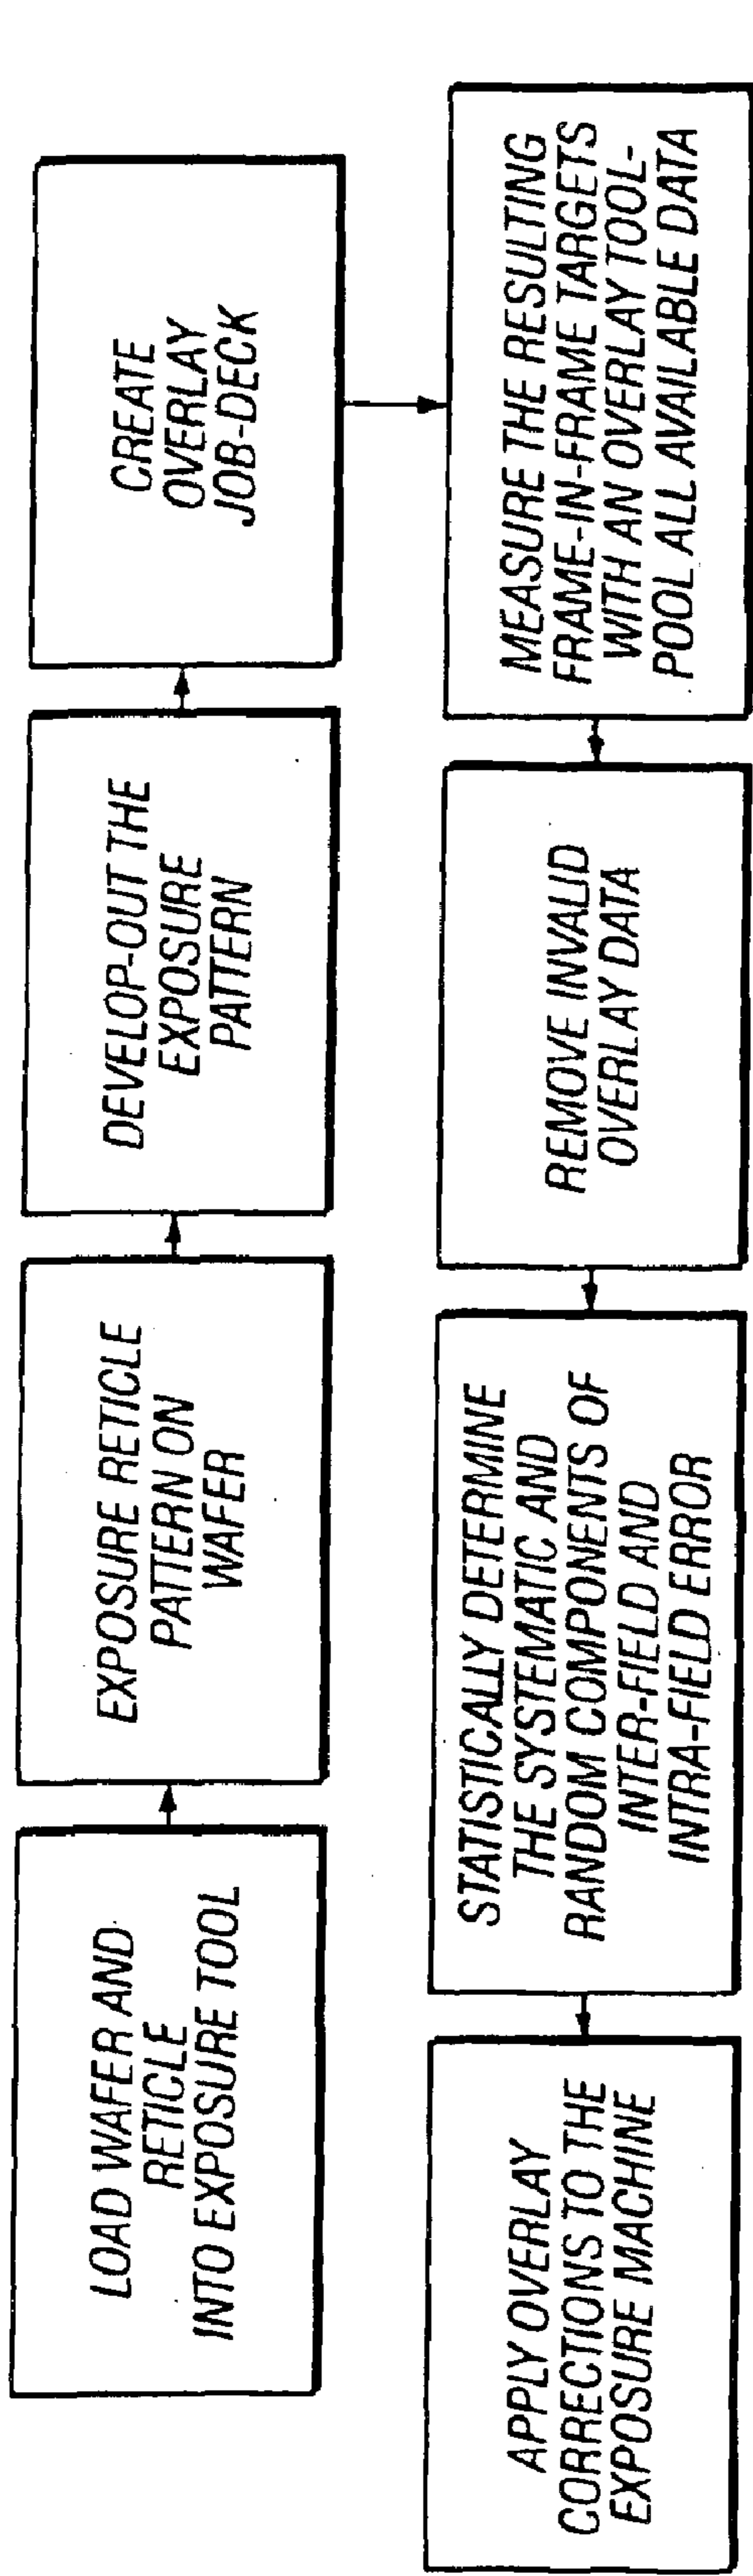 LOAD WAFER AND
RETICLE
INTO EXPOSURE TOOL
EXPOSURE RETICLE
PATTERN ON
WAFER
DEVELOP-OUT THE
EXPOSURE
PATTERN
CREATE
OVERLAY
JOB-DECK
MEASURE THE RESULTING
FRAME-IN-FRAME TARGETS
WITH AN OVERLAY TOOL-
POOL ALL AVAILABLE DATA
REMOVE INVALID
OVERLAY DATA
STATISTICALLY DETERMINE
THE SYSTEMATIC AND
RANDOM COMPONENTS OF
INTER-FIELD AND
INTRA-FIELD ERROR
APPLY OVERLAY
CORRECTIONS TO THE
EXPOSURE MACHINE